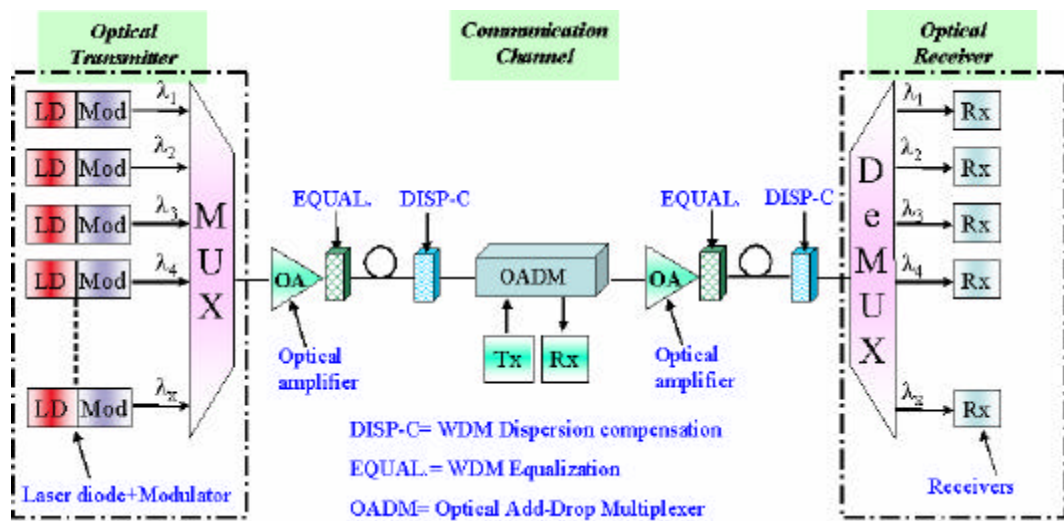 Optical
Transmitter
Communication
Channel
Optical
Receiver
LD Mod λ1
LD Mod λ2
LD Mod λ3
LD Mod λ4
LD Mod λx
MUX
EQUAL.
DISP-C
OA
Optical
amplifier
OADM
Tx
Rx
EQUAL.
DISP-C
OA
Optical
amplifier
DeMUX
λ1 Rx
λ2 Rx
λ3 Rx
λ4 Rx
λx Rx
DISP-C= WDM Dispersion compensation
EQUAL.= WDM Equalization
OADM= Optical Add-Drop Multiplexer
Laser diode+Modulator
Receivers